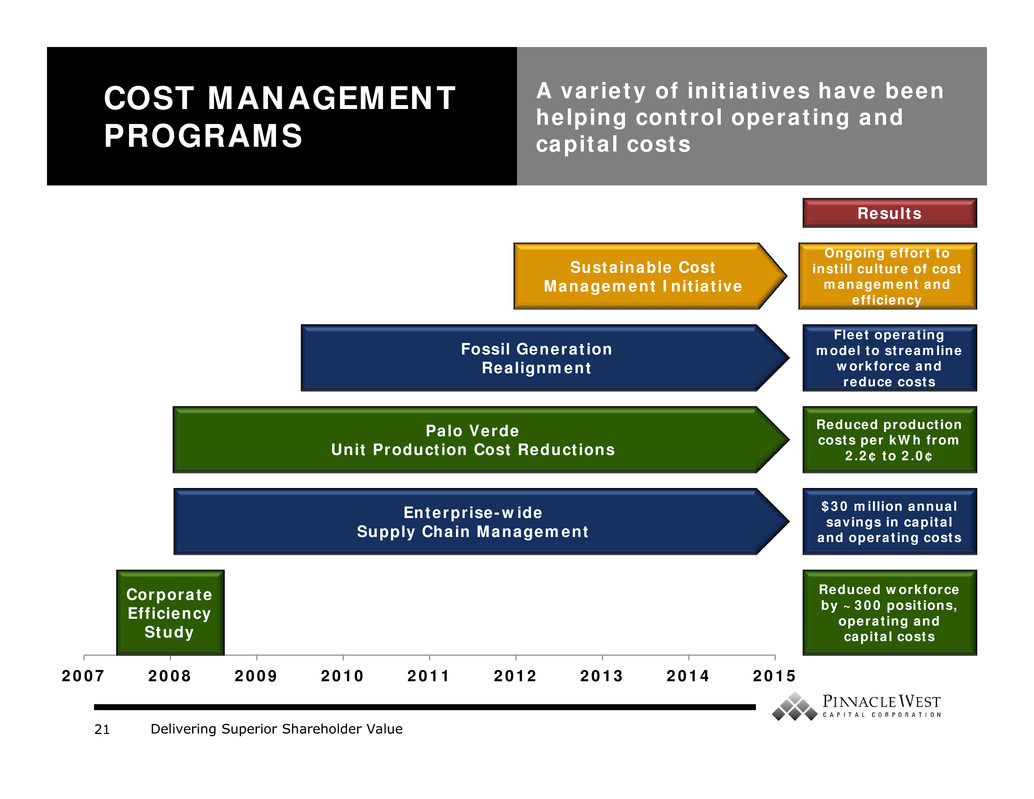 COST MANAGEMENT
PROGRAMS
A variety of initiatives have been
helping control operating and
capital costs
Results
Sustainable Cost
Management Initiative
Ongoing effort to
instill culture of cost
management and
efficiency
Fossil Generation
Realignment
Fleet operating
model to streamline
workforce and
reduce costs
Palo Verde
Unit Production Cost Reductions
Reduced production
costs per kWh from
2.2¢ to 2.0¢
Enterprise-wide
Supply Chain Management
$30 million annual
savings in capital
and operating costs
Corporate
Efficiency
Study
Reduced workforce
by ~300 positions,
operating and
capital costs
2007 2008 2009 2010 2011 2012 2013 2014 2015
PINNACLE WEST
CAPITAL CORPORATION
21 Delivering Superior Shareholder Value